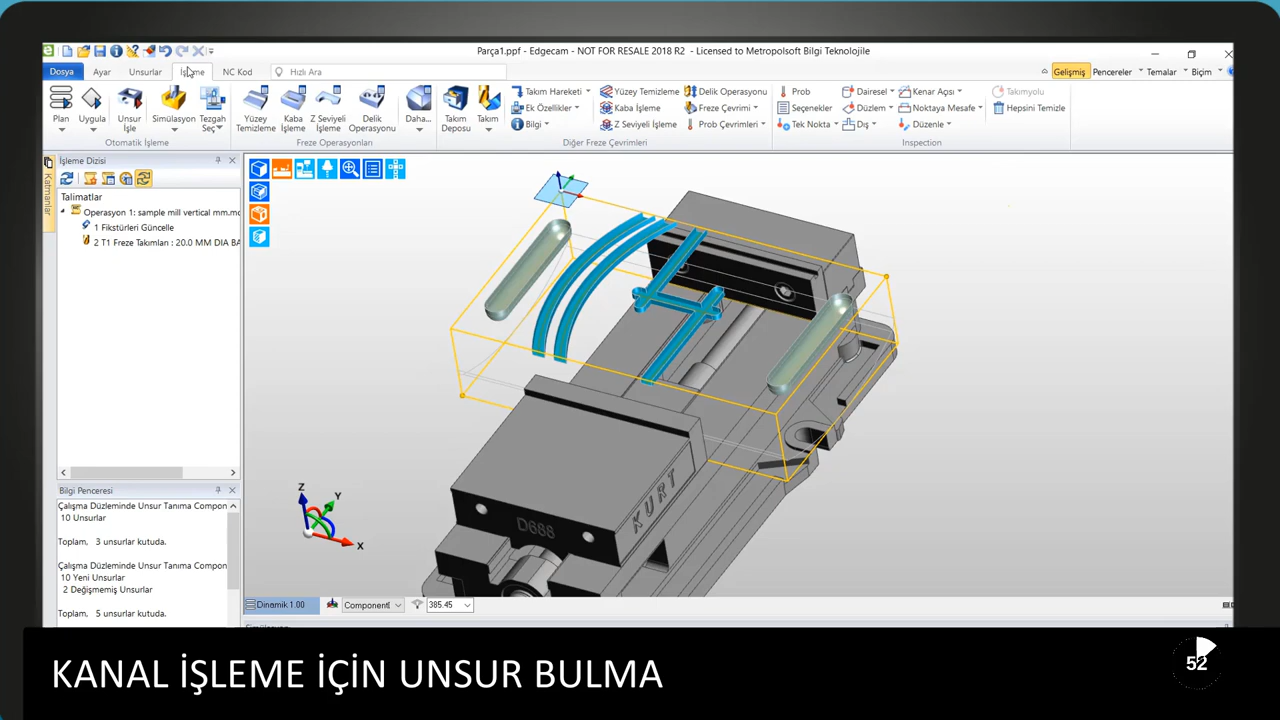 Parça1.ppf - Edgecam - NOT FOR RESALE 2018 R2 - Licensed to Metropolsoft Bilgi Teknolojile
Dosya Ayar Unsurlar İşleme NC Kod Hızlı Ara Gelişmiş Pencereler Temalar Biçim
Plan Uygula Unsur İşle Simülasyon Tezgah Seç
Otomatik İşleme
Yüzey Temizleme Kaba İşleme Z Seviyeli İşleme Delik Operasyonu Daha...
Freze Operasyonları
Takım Deposu Takım
Takım Hareketi Yüzey Temizleme Delik Operasyonu
Ek Özellikler Kaba İşleme Freze Çevrimi
Bilgi Z Seviyeli İşleme Prob Çevrimleri
Diğer Freze Çevrimleri
Prob Dairesel Kenar Açısı Takımyolu
Seçenekler Düzlem Noktaya Mesafe Hepsini Temizle
Tek Nokta Dış Düzenle
Inspection
Katmanlar
İşleme Dizisi
Talimatlar
Operasyon 1: sample mill vertical mm.mc
1 Fikstürleri Güncelle
2 T1 Freze Takımları : 20.0 MM DIA BA
Bilgi Penceresi
Çalışma Düzleminde Unsur Tanıma Compon
10 Unsurlar
Toplam, 3 unsurlar kutuda.
Çalışma Düzleminde Unsur Tanıma Compon
10 Yeni Unsurlar
2 Değişmemiş Unsurlar
Toplam, 5 unsurlar kutuda.
KURT
D688
Z
Y
X
Dinamik 1.00 Component 385.45
KANAL İŞLEME İÇİN UNSUR BULMA
52